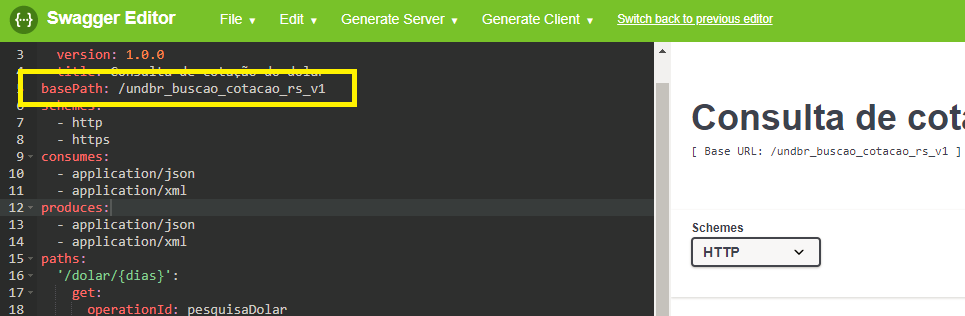 Swagger Editor File Edit Generate Server Generate Client Switch back to previous editor
3 version: 1.0.0
title: Consulta de cotação do dolar
basePath: /undbr_buscao_cotacao_rs_v1
6 schemes:
7 - http
8 - https
9 consumes:
10 - application/json
11 - application/xml
12 produces:
13 - application/json
14 - application/xml
15 paths:
16 '/dolar/{dias}':
17 get:
18 operationId: pesquisaDolar
Consulta de cota
[ Base URL: /undbr_buscao_cotacao_rs_v1 ]
Schemes
HTTP